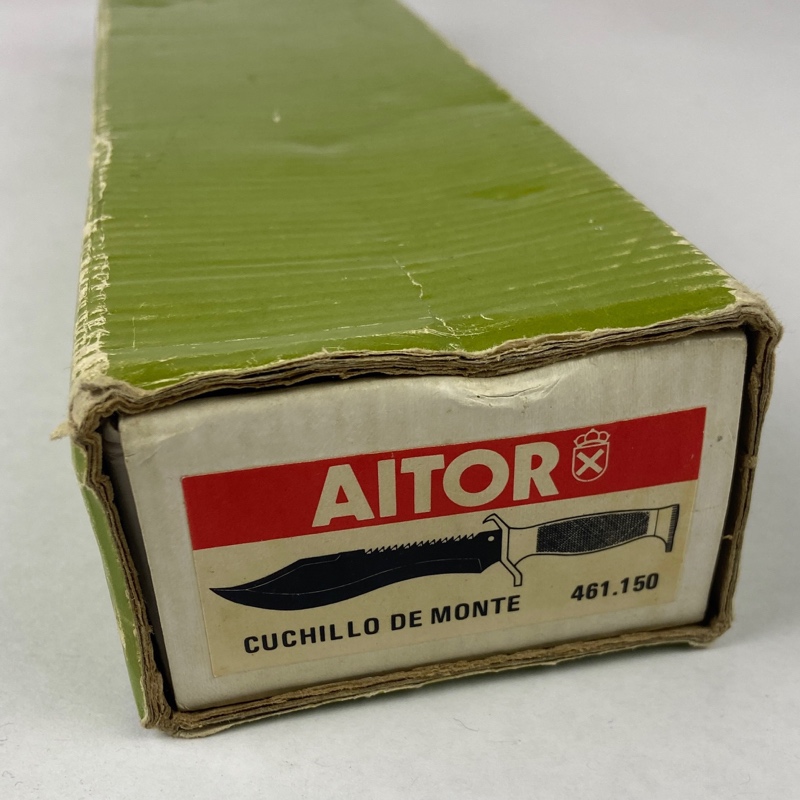 AITOR
CUCHILLO DE MONTE 461.150